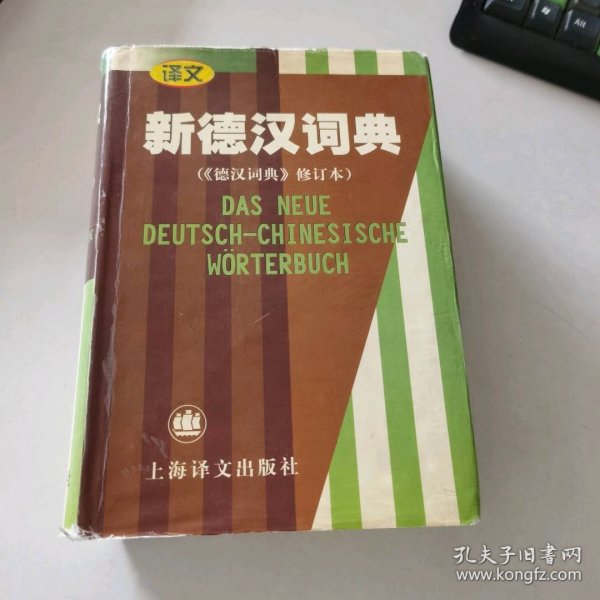 译文
新德汉词典
(《德汉词典》修订本)
DAS NEUE
DEUTSCH-CHINESISCHE
WÖRTERBUCH
上海译文出版社
Alt
孔夫子旧书网
www.kongfz.com